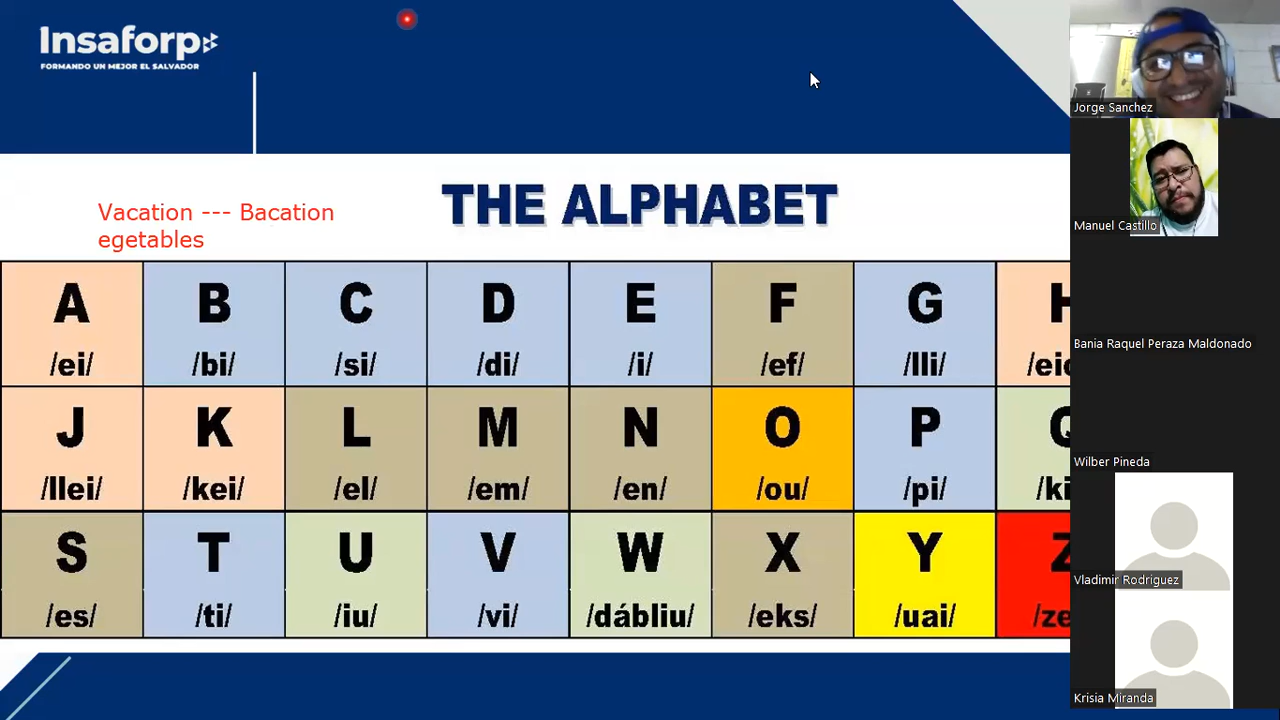 Insaforp
FORMANDO UN MEJOR EL SALVADOR
THE ALPHABET
Vacation --- Bacation
egetables
A B C D E F G H
/ei/ /bi/ /si/ /di/ /i/ /ef/ /lli/
J K L M N O P Q
/llei/ /kei/ /el/ /em/ /en/ /ou/ /pi/ /ki
S T U V W X Y Z
/es/ /ti/ /iu/ /vi/ /dábliu/ /eks/ /uai/ /ze
Jorge Sanchez
Manuel Castillo
Bania Raquel Peraza Maldonado
Wilber Pineda
Vladimir Rodriguez
Krisia Miranda